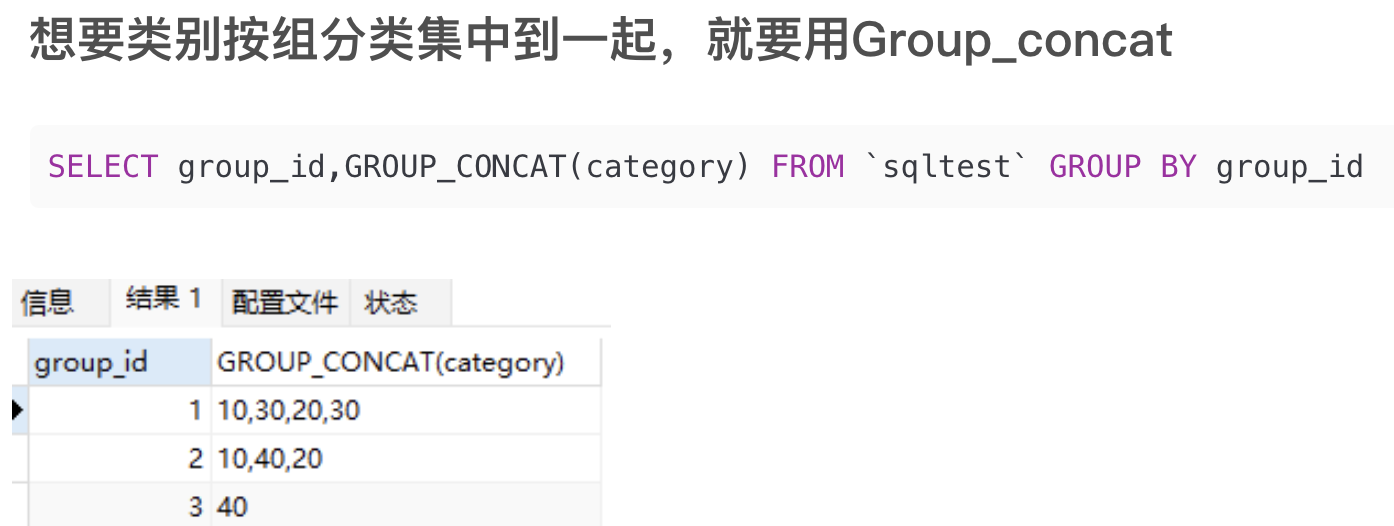 想要类别按组分类集中到一起，就要用Group_concat
SELECT group_id,GROUP_CONCAT(category) FROM `sqltest` GROUP BY group_id
信息 结果 1 配置文件 状态
group_id GROUP_CONCAT(category)
1 10,30,20,30
2 10,40,20
3 40